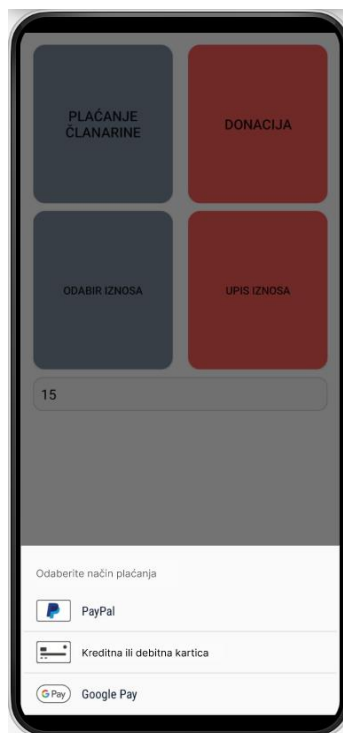 PLAĆANJE
ČLANARINE
DONACIJA
ODABIR IZNOSA
UPIS IZNOSA
15
Odaberite način plaćanja
PayPal
Kreditna ili debitna kartica
G Pay
Google Pay